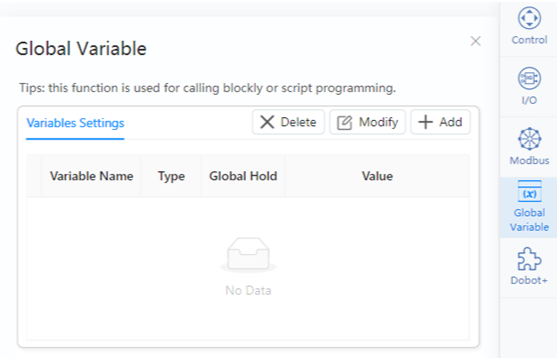 Global Variable
Tips: this function is used for calling blockly or script programming.
Variables Settings
Delete
Modify
Add
Variable Name Type Global Hold Value
No Data
Control
I/O
Modbus
(x)
Global
Variable
Dobot+